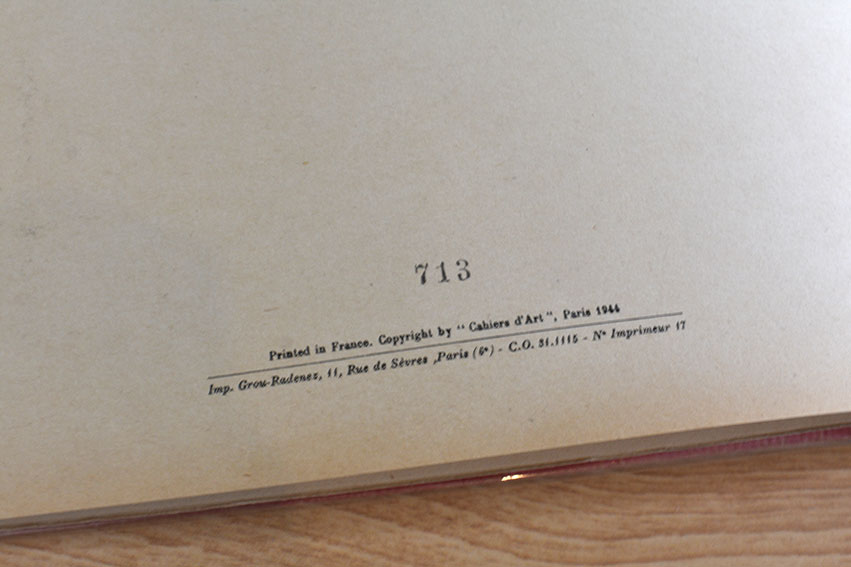 713
Printed in France. Copyright by " Cahiers d'Art ", Paris 1944
Imp. Grou-Radenez, 11, Rue de Sèvres ,Paris (6e) - C.O. 31.1115 - N° Imprimeur 17